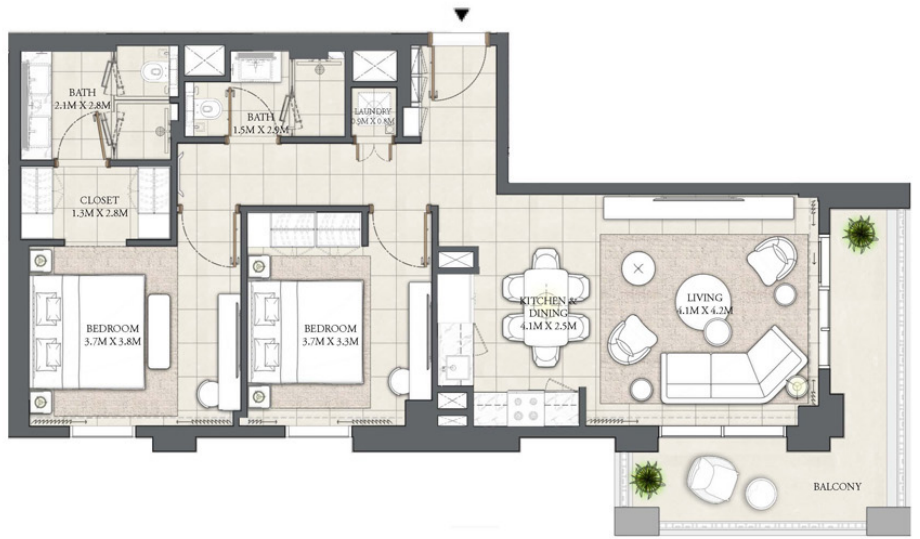 BATH
2.1M X 2.8M
BATH
1.5M X 2.9M
LAUNDRY
0.9M X 0.8M
CLOSET
1.3M X 2.8M
BEDROOM
3.7M X 3.8M
BEDROOM
3.7M X 3.3M
KITCHEN &
DINING
4.1M X 2.5M
LIVING
4.1M X 4.2M
BALCONY